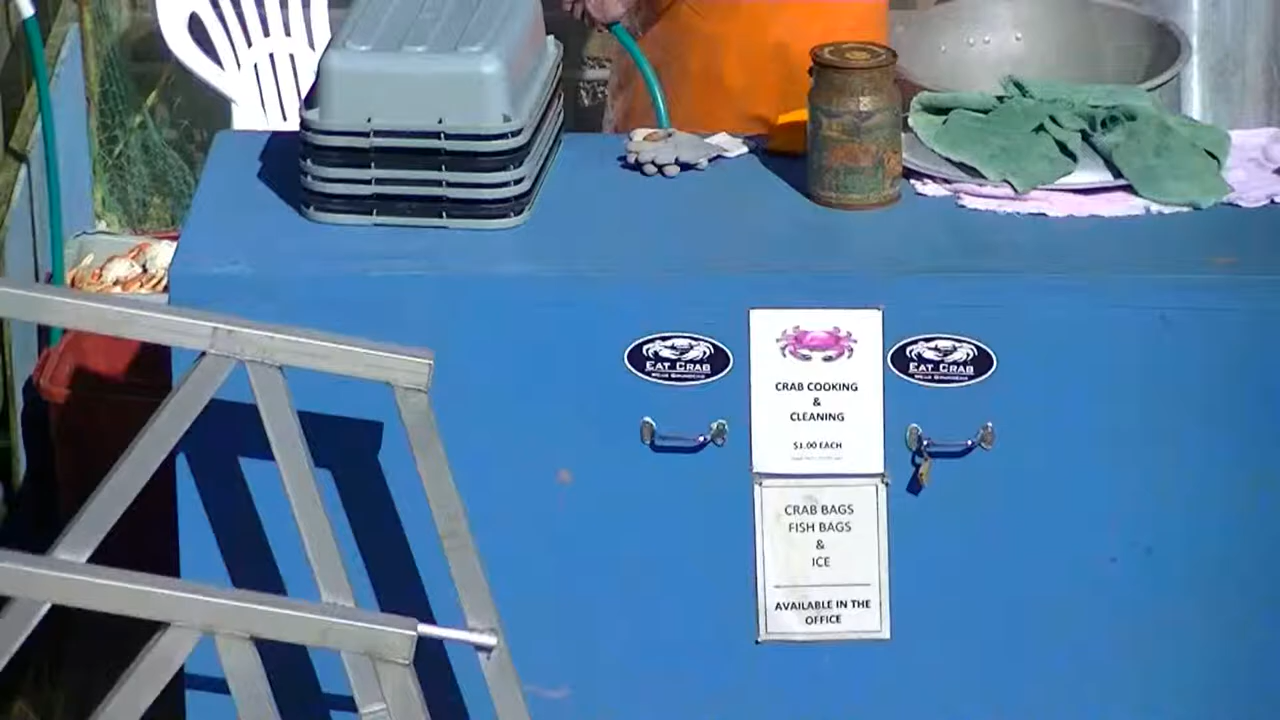 EAT CRAB
CRAB COOKING
&
CLEANING
$1.00 EACH
EAT CRAB
CRAB BAGS
FISH BAGS
&
ICE
AVAILABLE IN THE
OFFICE